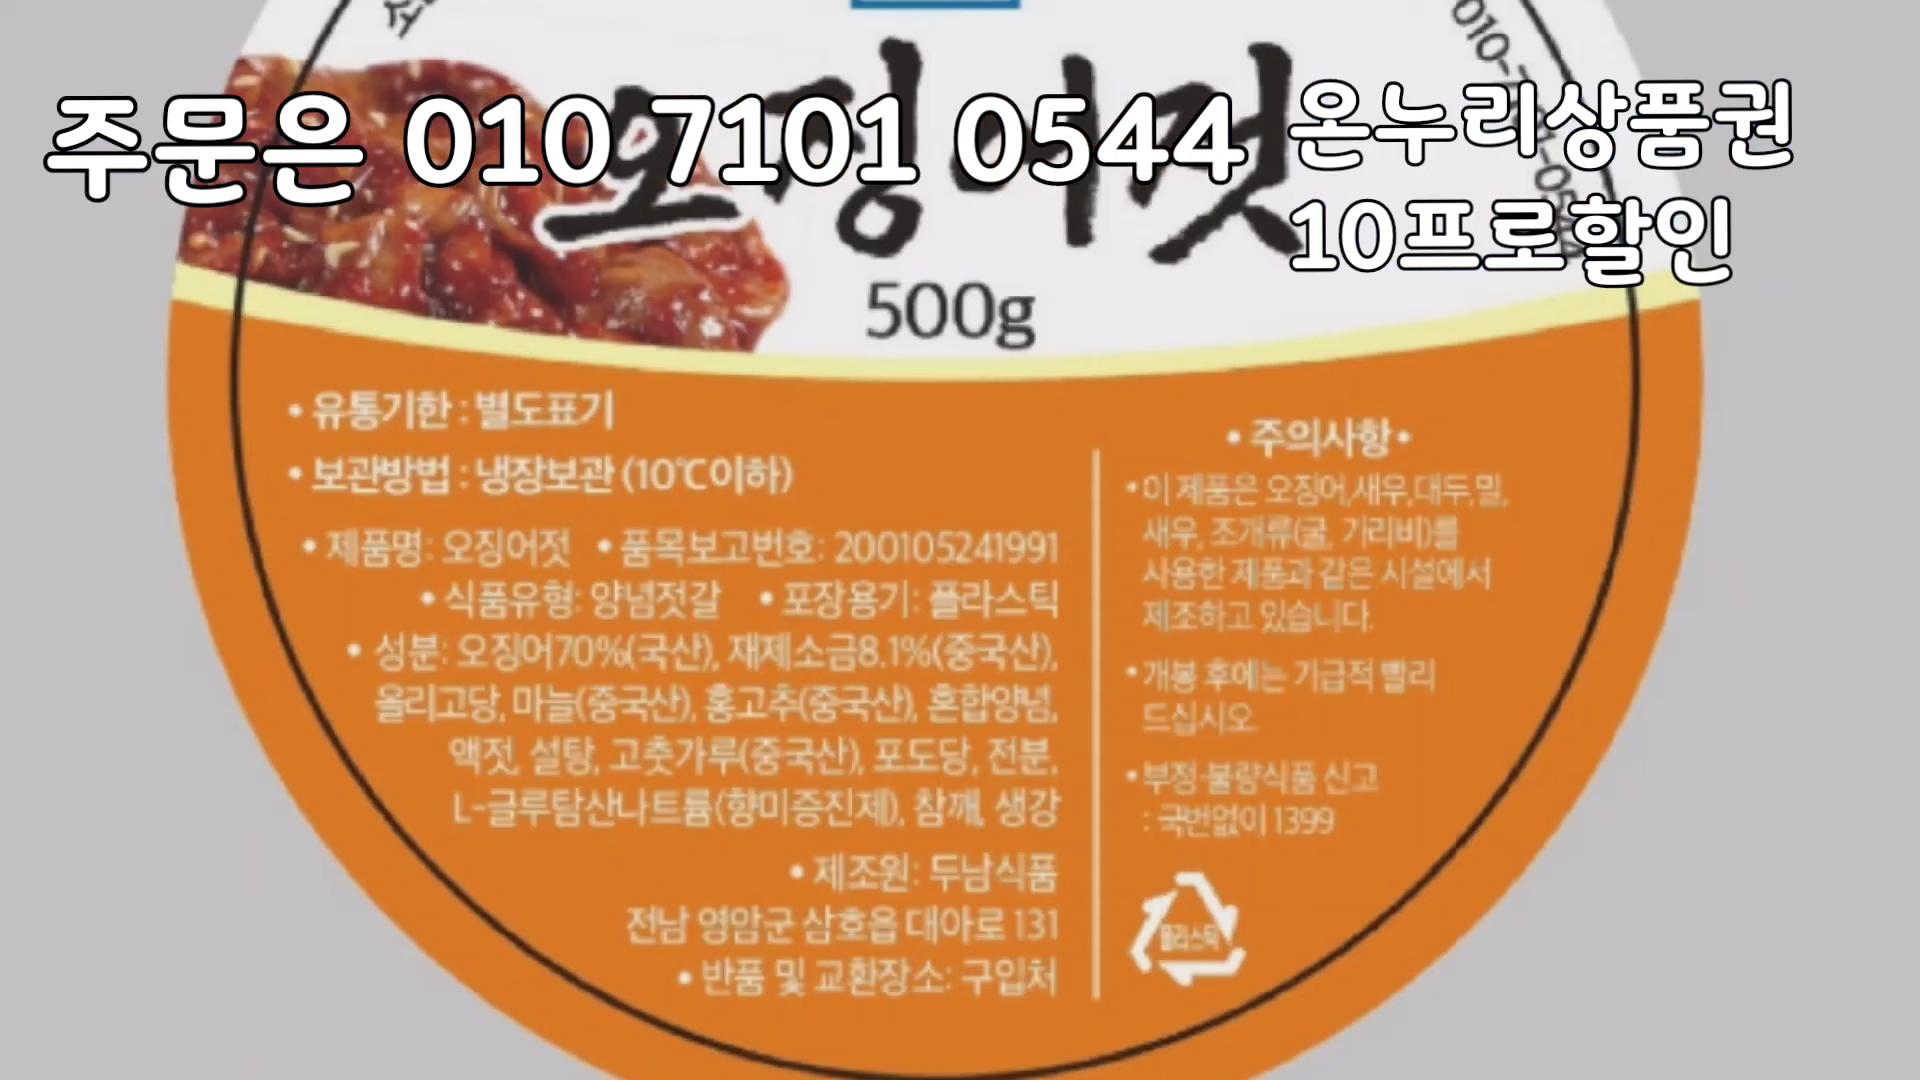 주문은 010 7101 0544
온누리상품권
10프로할인
오징어젓
500g
• 유통기한 : 별도표기
• 보관방법 : 냉장보관 (10℃이하)
• 제품명: 오징어젓 • 품목보고번호: 200105241991
• 식품유형: 양념젓갈 • 포장용기: 플라스틱
• 성분: 오징어70%(국산), 재제소금8.1%(중국산),
올리고당, 마늘(중국산), 홍고추(중국산), 혼합양념,
액젓, 설탕, 고춧가루(중국산), 포도당, 전분,
L-글루탐산나트륨(향미증진제), 참깨, 생강
• 제조원: 두남식품
전남 영암군 삼호읍 대아로 131
• 반품 및 교환장소: 구입처
• 주의사항 •
• 이 제품은 오징어,새우,대두,밀,
새우, 조개류(굴, 가리비)를
사용한 제품과 같은 시설에서
제조하고 있습니다.
• 개봉 후에는 가급적 빨리
드십시오.
• 부정·불량식품 신고
: 국번없이 1399
플라스틱